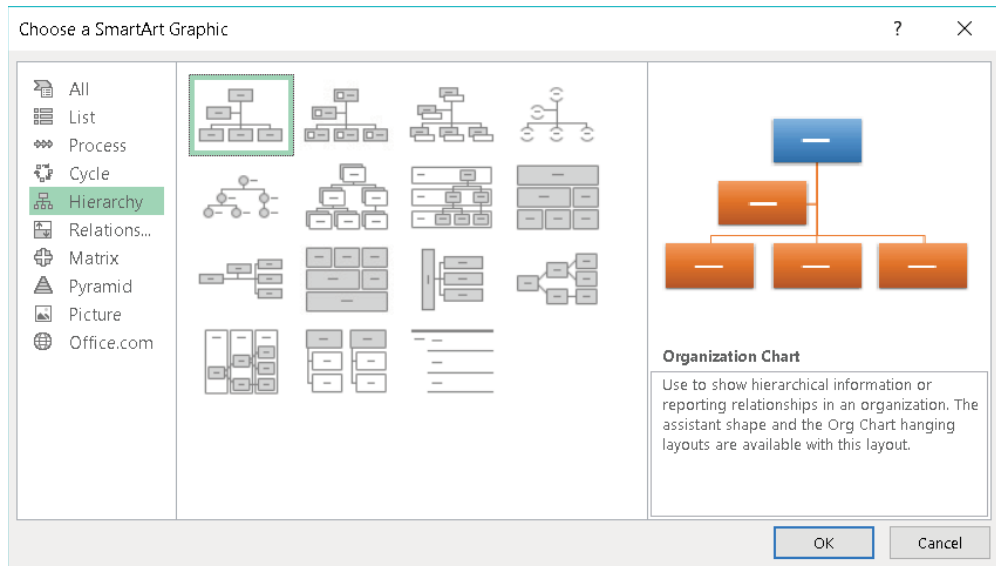 Choose a SmartArt Graphic
?
All
List
Process
Cycle
Hierarchy
Relations...
Matrix
Pyramid
Picture
Office.com
Organization Chart
Use to show hierarchical information or
reporting relationships in an organization. The
assistant shape and the Org Chart hanging
layouts are available with this layout.
OK
Cancel